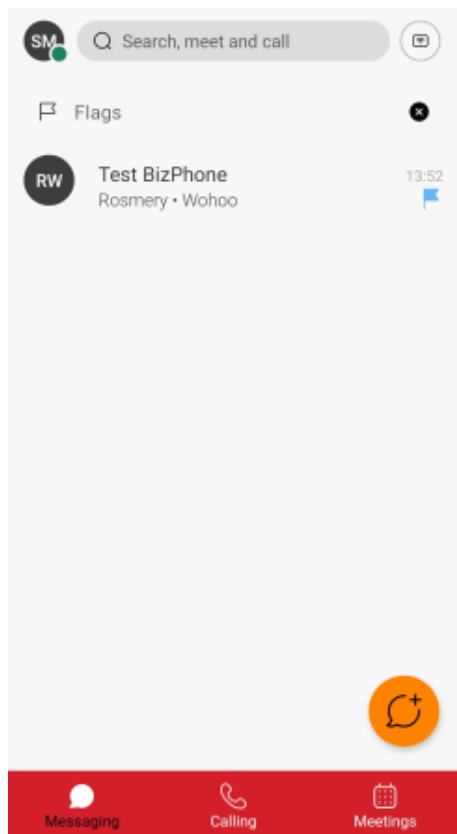 SM
Search, meet and call
Flags
RW
Test BizPhone
13:52
Rosmery • Wohoo
Messaging
Calling
Meetings